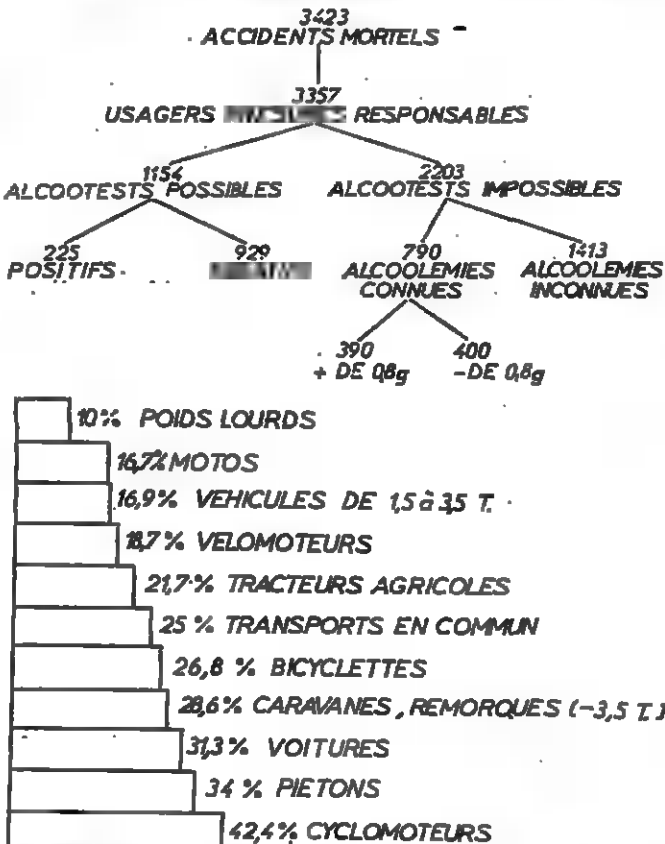 3423
ACCIDENTS MORTELS
3357
USAGERS RESPONSABLES
1154 2203
ALCOOTESTS POSSIBLES ALCOOTESTS IMPOSSIBLES
225 929 790 1413
POSITIFS ALCOOLEMIES ALCOOLEMIES
CONNUES INCONNUES
390 400
+ DE 0,8g -DE 0,8g
10% POIDS LOURDS
16,7% MOTOS
16,9% VEHICULES DE 1,5 à 3,5 T.
18,7% VELOMOTEURS
21,7% TRACTEURS AGRICOLES
25 % TRANSPORTS EN COMMUN
26,8 % BICYCLETTES
28,6% CARAVANES, REMORQUES (-3,5 T.)
31,3% VOITURES
34 % PIETONS
42,4% CYCLOMOTEURS